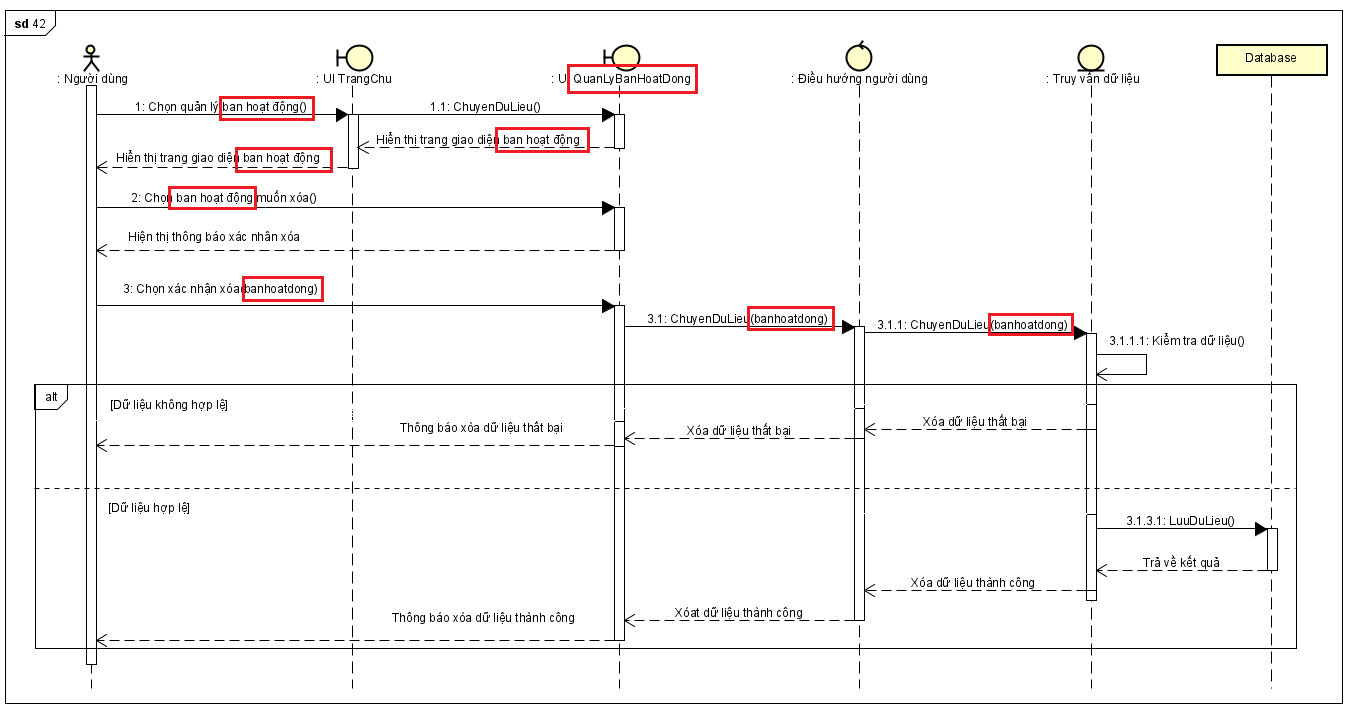 sd 42
: Người dùng
: UI TrangChu
: U QuanLyBanHoatDong
: Điều hướng người dùng
: Truy vấn dữ liệu
Database
1: Chọn quản lý ban hoạt động()
1.1: ChuyenDuLieu()
Hiển thị trang giao diện ban hoạt động
Hiển thị trang giao diện ban hoạt động
2: Chọn ban hoạt động muốn xóa()
Hiện thị thông báo xác nhân xóa
3: Chọn xác nhận xóa(banhoatdong)
3.1: ChuyenDuLieu(banhoatdong)
3.1.1: ChuyenDuLieu(banhoatdong)
3.1.1.1: Kiểm tra dữ liệu()
alt
[Dữ liệu không hợp lệ]
Thông báo xóa dữ liệu thất bại
Xóa dữ liệu thất bại
Xóa dữ liệu thất bại
[Dữ liệu hợp lệ]
3.1.3.1: LuuDuLieu()
Trả về kết quả
Xóa dữ liệu thành công
Xóat dữ liệu thành công
Thông báo xóa dữ liệu thành công